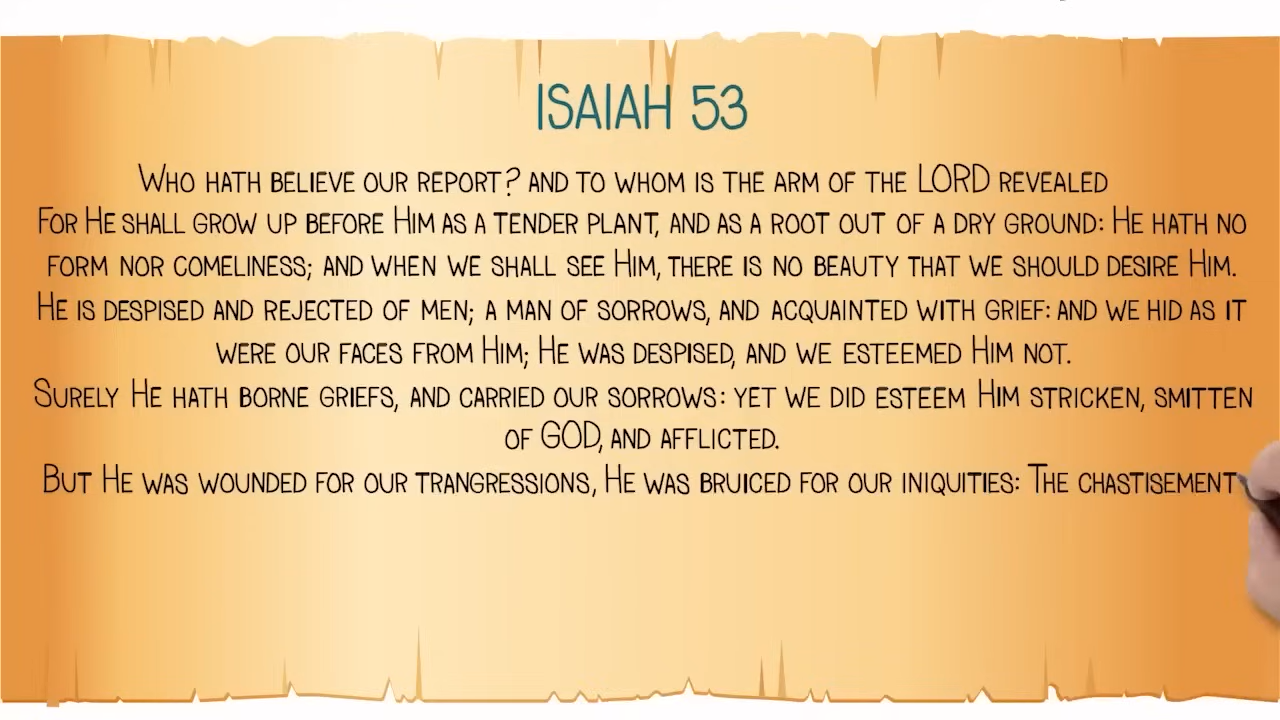 ISAIAH 53
WHO HATH BELIEVE OUR REPORT? AND TO WHOM IS THE ARM OF THE LORD REVEALED
FOR HE SHALL GROW UP BEFORE HIM AS A TENDER PLANT, AND AS A ROOT OUT OF A DRY GROUND: HE HATH NO
FORM NOR COMELINESS; AND WHEN WE SHALL SEE HIM, THERE IS NO BEAUTY THAT WE SHOULD DESIRE HIM.
HE IS DESPISED AND REJECTED OF MEN; A MAN OF SORROWS, AND ACQUAINTED WITH GRIEF: AND WE HID AS IT
WERE OUR FACES FROM HIM; HE WAS DESPISED, AND WE ESTEEMED HIM NOT.
SURELY HE HATH BORNE GRIEFS, AND CARRIED OUR SORROWS: YET WE DID ESTEEM HIM STRICKEN, SMITTEN
OF GOD, AND AFFLICTED.
BUT HE WAS WOUNDED FOR OUR TRANGRESSIONS, HE WAS BRUICED FOR OUR INIQUITIES: THE CHASTISEMENT